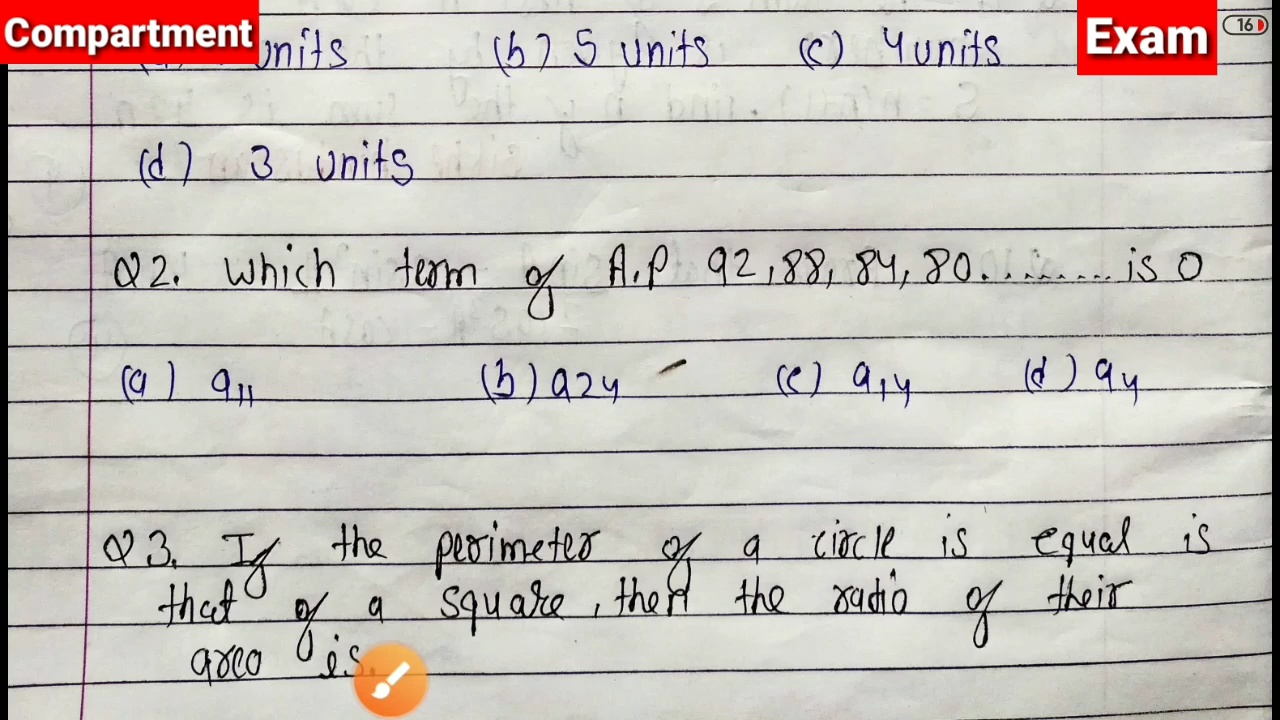 Compartment
Exam
16
units (b) 5 units (c) 4 units
(d) 3 units
Q2. Which term of A.P 92, 88, 84, 80......... is 0
(a) a11 (b) a24 (c) a14 (d) a4
Q3. If the perimeter of a circle is equal is
that of a square, then the ratio of their
area is.